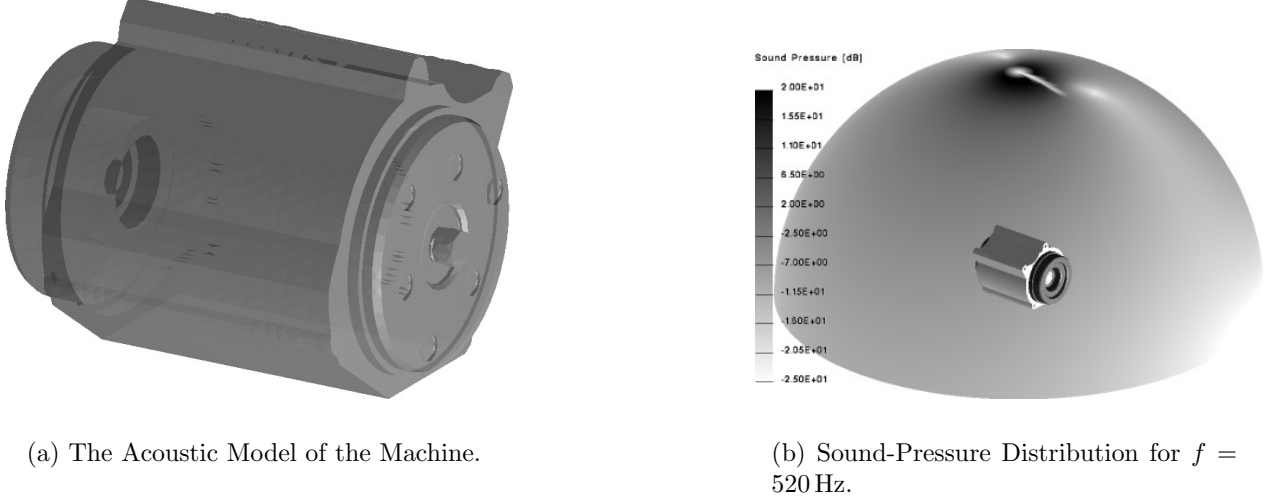 Sound Pressure [dB]
2.00E+01
1.55E+01
1.10E+01
6.50E+00
2.00E+00
-2.50E+00
-7.00E+00
-1.15E+01
-1.60E+01
-2.05E+01
-2.50E+01
(a) The Acoustic Model of the Machine.
(b) Sound-Pressure Distribution for f =
520 Hz.